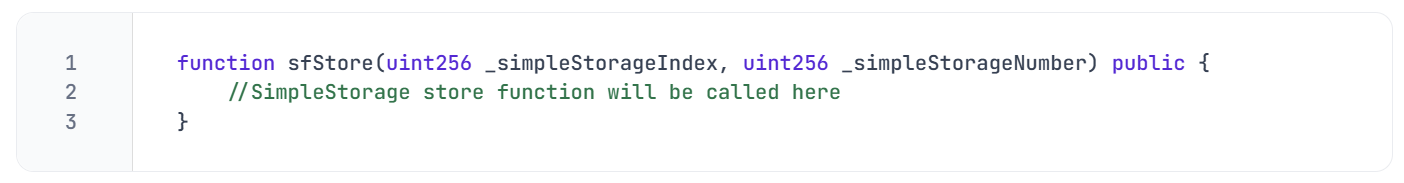 1 function sfStore(uint256 _simpleStorageIndex, uint256 _simpleStorageNumber) public {
2 //SimpleStorage store function will be called here
3 }